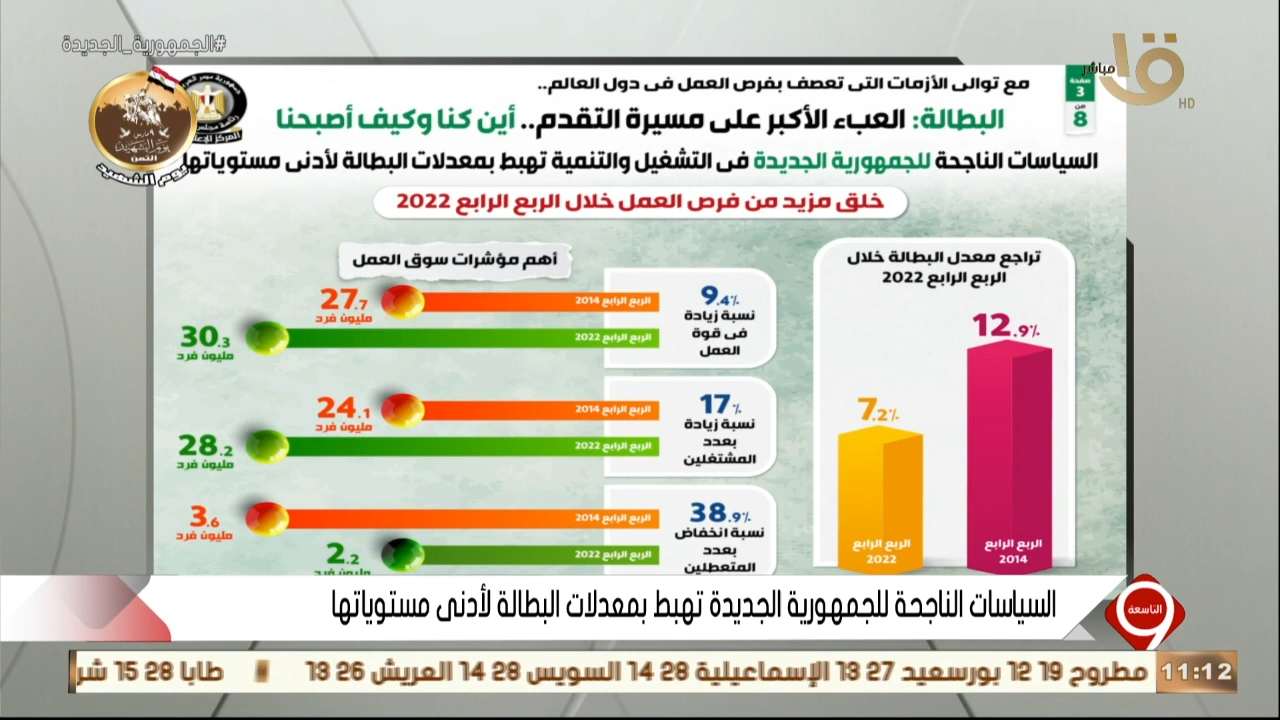 #الجمهورية_الجديدة
مباشر
HD
يوم الشهيد
صفحة
3
من
8
مع توالى الأزمات التى تعصف بفرص العمل فى دول العالم..
البطالة: العبء الأكبر على مسيرة التقدم.. أين كنا وكيف أصبحنا
السياسات الناجحة للجمهورية الجديدة فى التشغيل والتنمية تهبط بمعدلات البطالة لأدنى مستوياتها
خلق مزيد من فرص العمل خلال الربع الرابع 2022
تراجع معدل البطالة خلال
الربع الرابع 2022
12.9%
7.2%
الربع الرابع
2014
الربع الرابع
2022
أهم مؤشرات سوق العمل
9.4%
نسبة زيادة
فى قوة
العمل
الربع الرابع 2014
27.7
مليون فرد
الربع الرابع 2022
30.3
مليون فرد
17%
نسبة زيادة
بعدد
المشتغلين
الربع الرابع 2014
24.1
مليون فرد
الربع الرابع 2022
28.2
مليون فرد
38.9%
نسبة انخفاض
بعدد
المتعطلين
الربع الرابع 2014
3.6
مليون فرد
الربع الرابع 2022
2.2
مليون فرد
التاسعة
السياسات الناجحة للجمهورية الجديدة تهبط بمعدلات البطالة لأدنى مستوياتها
11:12
مطروح 19 12 بورسعيد 27 13 الإسماعيلية 28 14 السويس 28 14 العريش 26 13 طابا 28 15 شر